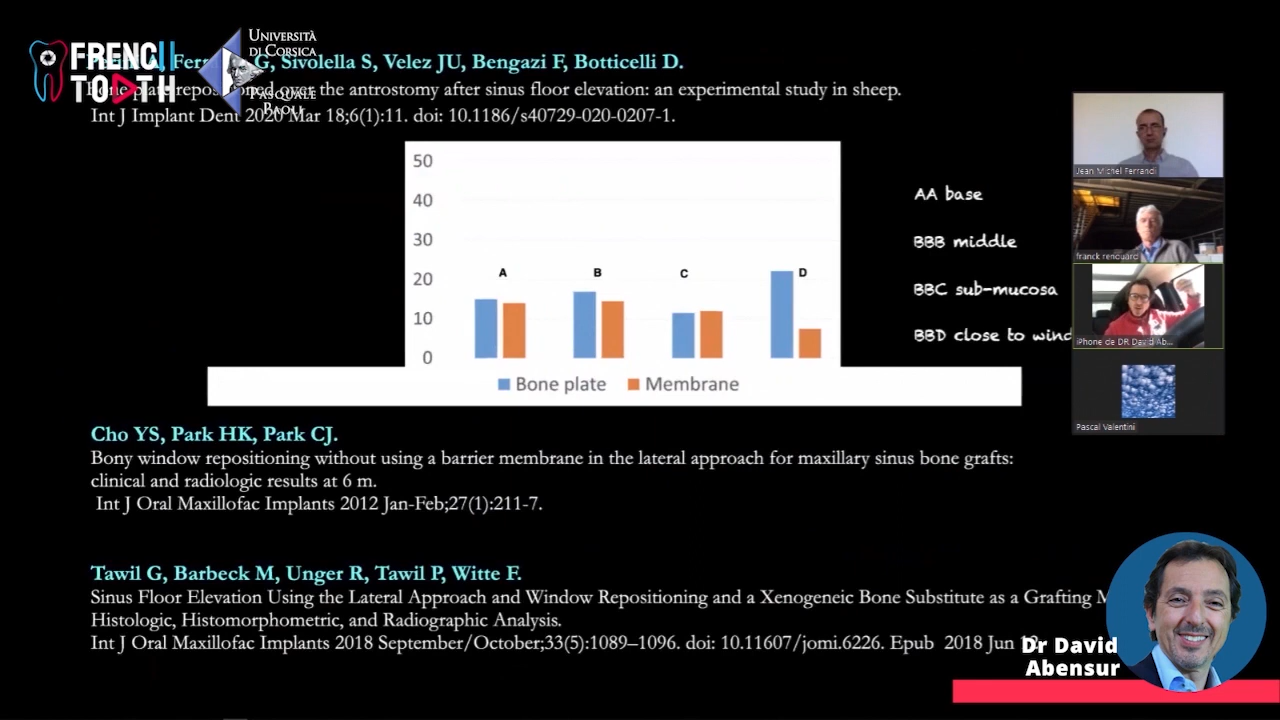 FRENCH TOOTH
UNIVERSITÀ
DI CORSICA
PASQUALE
PAOLI
G, Sivolella S, Velez JU, Bengazi F, Botticelli D.
Bone plate repositioned over the antrostomy after sinus floor elevation: an experimental study in sheep.
Int J Implant Dent 2020 Mar 18;6(1):11. doi: 10.1186/s40729-020-0207-1.
50
40
30
20
10
0
A
B
C
D
Bone plate
Membrane
AA base
BBB middle
BBC sub-mucosa
BBD close to wind
Jean Michel Ferrandi
franck renouard
iPhone de DR David Ab...
Pascal Valentini
Cho YS, Park HK, Park CJ.
Bony window repositioning without using a barrier membrane in the lateral approach for maxillary sinus bone grafts:
clinical and radiologic results at 6 m.
Int J Oral Maxillofac Implants 2012 Jan-Feb;27(1):211-7.
Tawil G, Barbeck M, Unger R, Tawil P, Witte F.
Sinus Floor Elevation Using the Lateral Approach and Window Repositioning and a Xenogeneic Bone Substitute as a Grafting M
Histologic, Histomorphometric, and Radiographic Analysis.
Int J Oral Maxillofac Implants 2018 September/October;33(5):1089–1096. doi: 10.11607/jomi.6226. Epub 2018 Jun
Dr David
Abensur